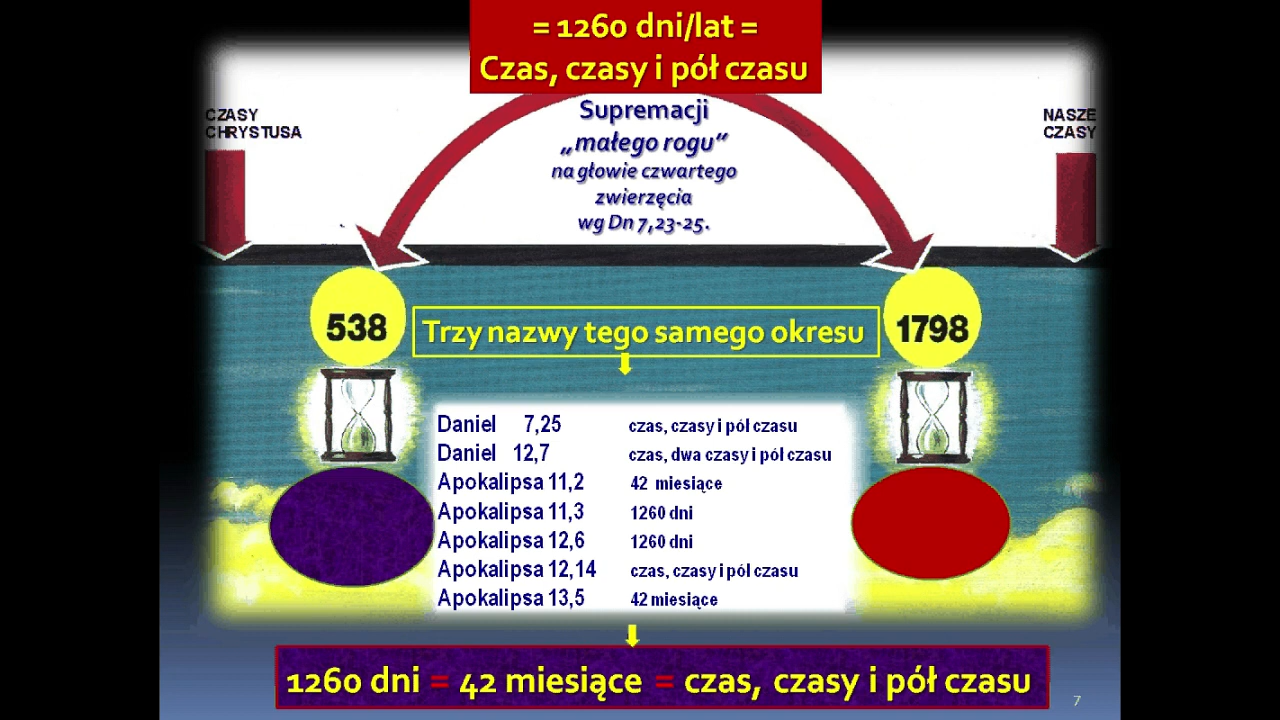 = 1260 dni/lat =
Czas, czasy i pół czasu
CZASY
CHRYSTUSA
NASZE
CZASY
Supremacji
„małego rogu”
na głowie czwartego
zwierzęcia
wg Dn 7,23-25.
538
Trzy nazwy tego samego okresu
1798
Daniel 7,25 czas, czasy i pól czasu
Daniel 12,7 czas, dwa czasy i pól czasu
Apokalipsa 11,2 42 miesiące
Apokalipsa 11,3 1260 dni
Apokalipsa 12,6 1260 dni
Apokalipsa 12,14 czas, czasy i pól czasu
Apokalipsa 13,5 42 miesiące
1260 dni = 42 miesiące = czas, czasy i pół czasu
7